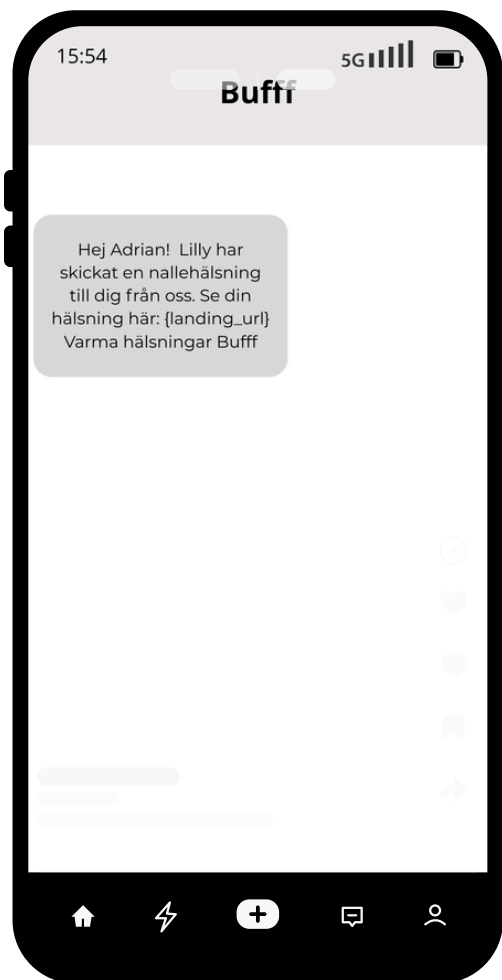 15:54
5G
Bufff
Hej Adrian!  Lilly har
skickat en nallehälsning
till dig från oss. Se din
hälsning här: {landing_url}
Varma hälsningar Bufff